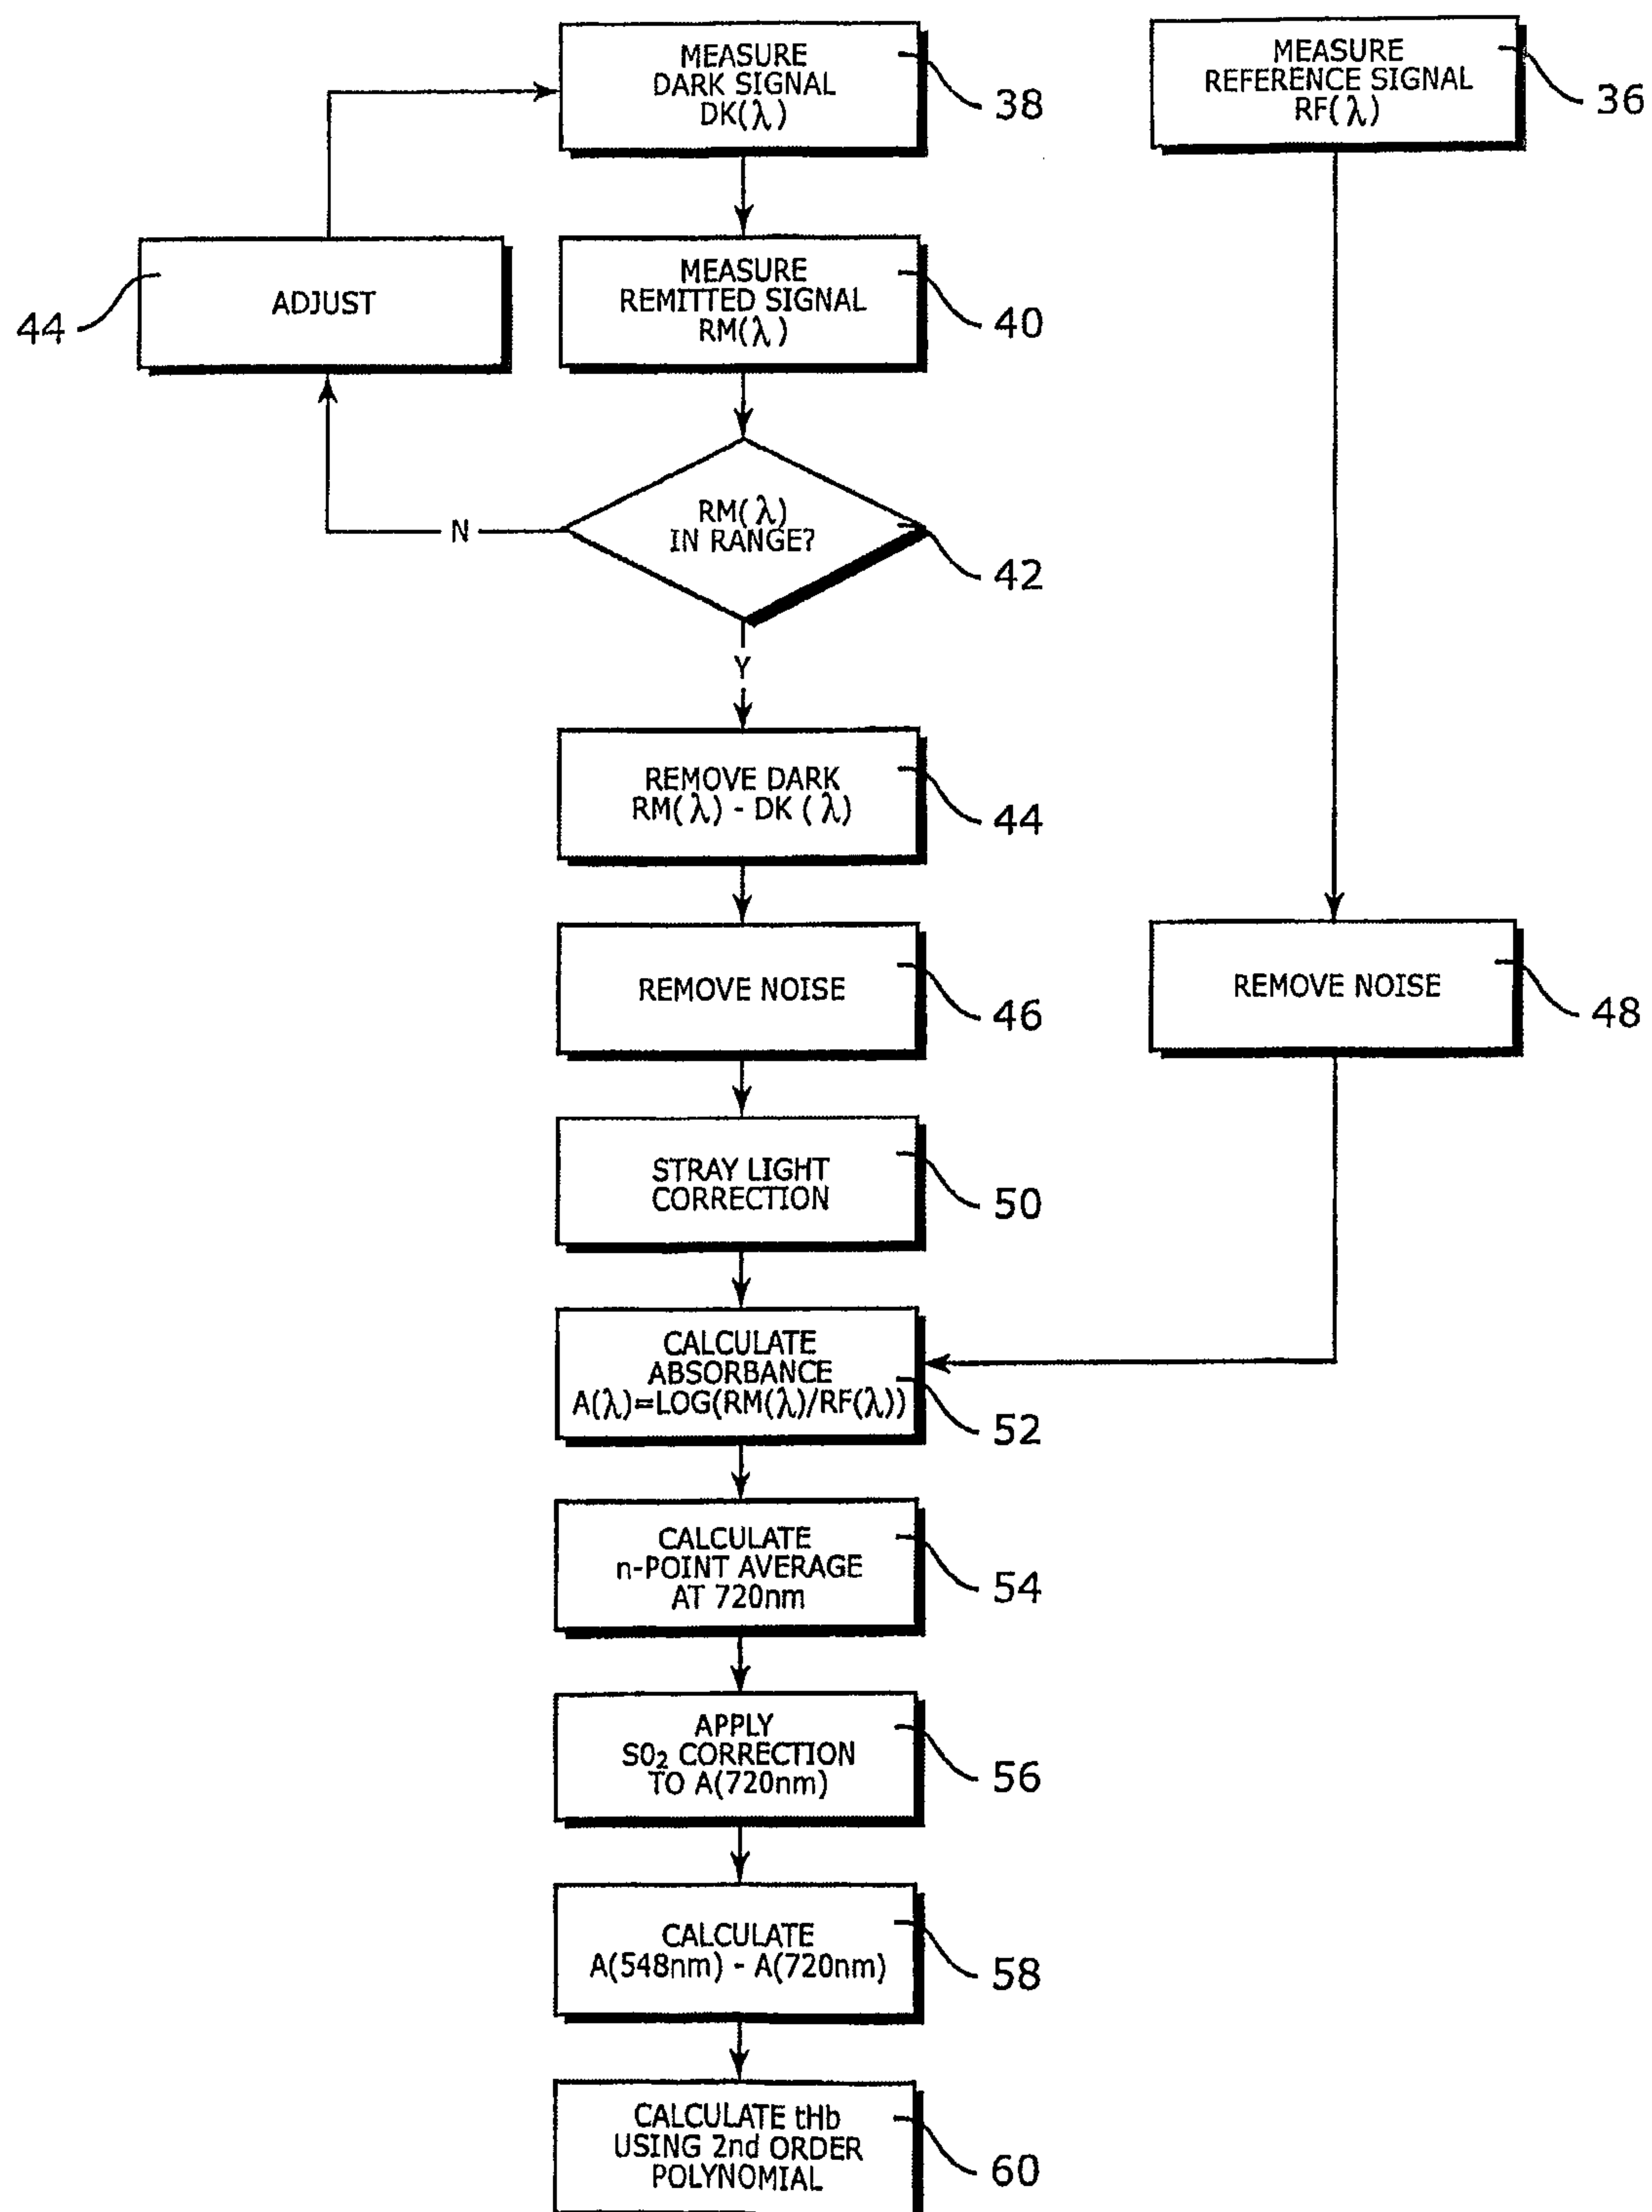 MEASURE
DARK SIGNAL
DK(λ)
38
MEASURE
REFERENCE SIGNAL
RF(λ)
36
ADJUST
44
MEASURE
REMITTED SIGNAL
RM(λ)
40
RM(λ)
IN RANGE?
42
N
Y
REMOVE DARK
RM(λ) - DK (λ)
44
REMOVE NOISE
46
REMOVE NOISE
48
STRAY LIGHT
CORRECTION
50
CALCULATE
ABSORBANCE
A(λ)=LOG(RM(λ)/RF(λ))
52
CALCULATE
n-POINT AVERAGE
AT 720nm
54
APPLY
SO₂ CORRECTION
TO A(720nm)
56
CALCULATE
A(548nm) - A(720nm)
58
CALCULATE tHb
USING 2nd ORDER
POLYNOMIAL
60